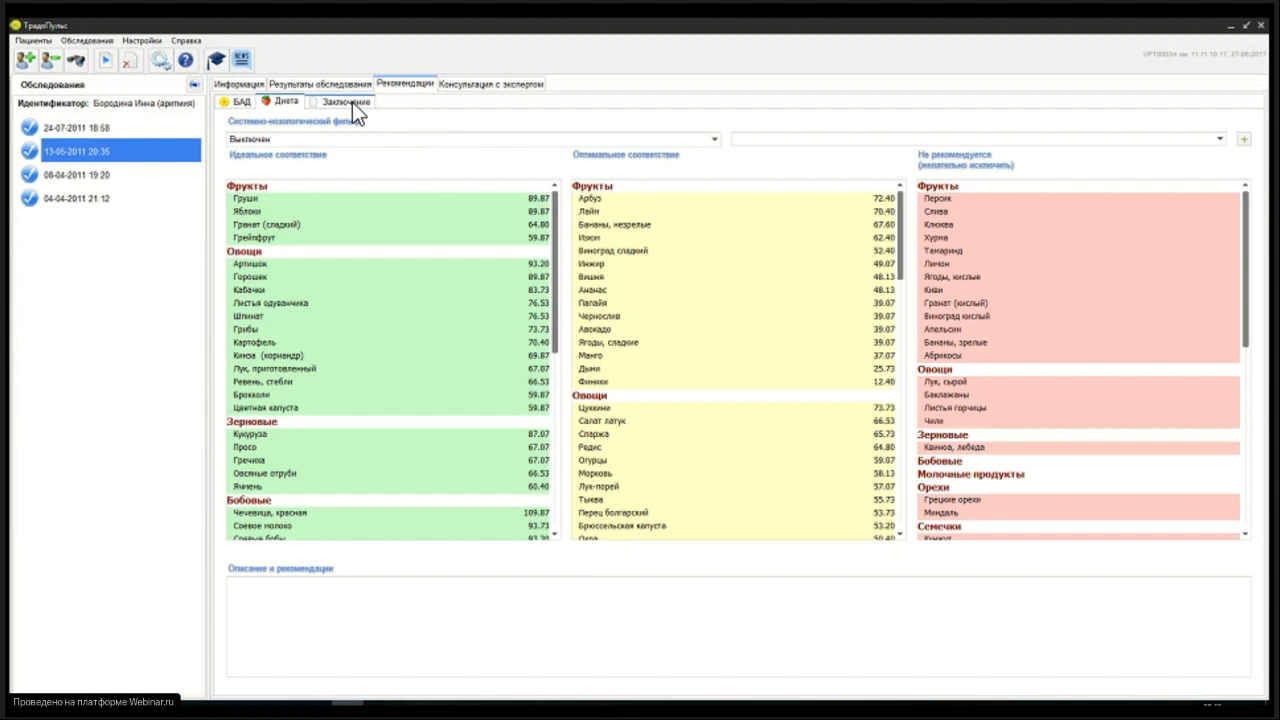 ТрадоПульс
Пациенты Обследования Настройки Справка
Обследования
Идентификатор: Бородина Инна (аритмия)
24-07-2011 18:58
13-05-2011 20:35
08-04-2011 19:20
04-04-2011 21:12
Информация Результаты обследования Рекомендации Консультация с экспертом
БАД Диета Заключение
Системно-нозологический
Выключен
Идеальное соответствие
Фрукты
Груши 89.87
Яблоки 89.87
Гранат (сладкий) 64.80
Грейпфрут 59.87
Овощи
Артишок 93.20
Горошек 89.87
Кабачки 83.73
Листья одуванчика 76.53
Шпинат 76.53
Грибы 73.73
Картофель 70.40
Кинза (кориандр) 69.87
Лук, приготовленный 67.07
Ревень, стебли 66.53
Брокколи 59.87
Цветная капуста 59.87
Зерновые
Кукуруза 87.07
Просо 67.07
Гречиха 67.07
Овсяные отруби 66.53
Ячмень 60.40
Бобовые
Чечевица, красная 109.87
Соевое молоко 93.73
Соевые бобы 93.20
Оптимальное соответствие
Фрукты
Арбуз 72.40
Лайм 70.40
Бананы, незрелые 67.60
Изюм 62.40
Виноград сладкий 52.40
Инжир 49.07
Вишня 48.13
Ананас 48.13
Папайя 39.07
Чернослив 39.07
Авокадо 39.07
Ягоды, сладкие 39.07
Манго 37.07
Дыни 25.73
Финики 12.40
Овощи
Цуккини 73.73
Салат латук 66.53
Спаржа 65.73
Редис 64.80
Огурцы 59.07
Морковь 58.13
Лук-порей 57.07
Тыква 55.73
Перец болгарский 53.73
Брюссельская капуста 53.20
Окра 50.40
Не рекомендуется
(желательно исключить)
Фрукты
Персик
Слива
Клюква
Хурма
Тамаринд
Лимон
Ягоды, кислые
Киви
Гранат (кислый)
Виноград кислый
Апельсин
Бананы, зрелые
Абрикосы
Овощи
Лук, сырой
Баклажаны
Листья горчицы
Чили
Зерновые
Квиноа, лебеда
Бобовые
Молочные продукты
Орехи
Грецкие орехи
Миндаль
Семечки
Кунжут
Описание и рекомендации
Проведено на платформе Webinar.ru